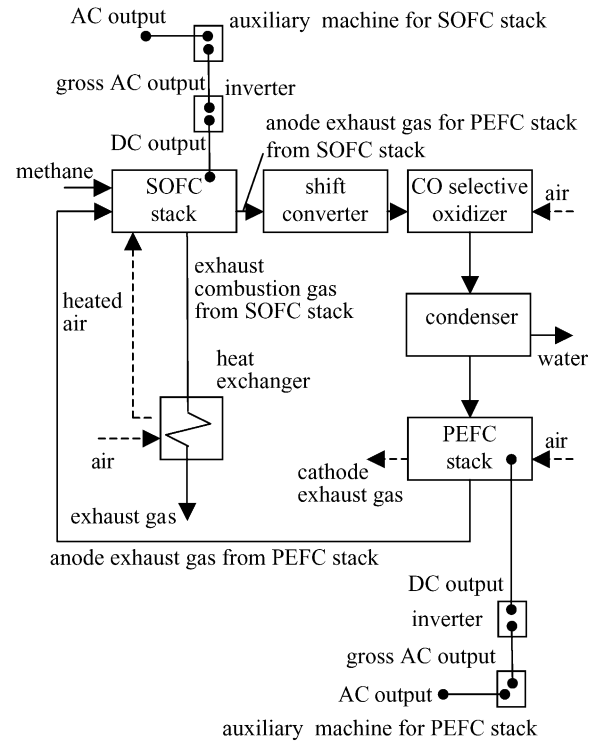 AC output
auxiliary machine for SOFC stack
gross AC output
inverter
DC output
anode exhaust gas for PEFC stack
from SOFC stack
methane
SOFC
stack
shift
converter
CO selective
oxidizer
air
exhaust
combustion gas
from SOFC stack
heated
air
condenser
water
heat
exchanger
PEFC
stack
air
air
cathode
exhaust gas
exhaust gas
anode exhaust gas from PEFC stack
DC output
inverter
gross AC output
AC output
auxiliary machine for PEFC stack